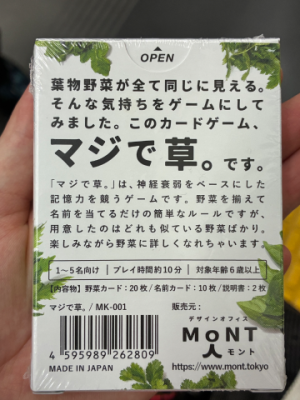 OPEN
葉物野菜が全て同じに見える。
そんな気持ちをゲームにして
みました。このカードゲーム、
マジで草。です。
「マジで草。」は、神経衰弱をベースにした
記憶力を競うゲームです。野菜を揃えて
名前を当てるだけの簡単なルールですが、
用意したのはどれも似ている野菜ばかり。
楽しみながら野菜に詳しくなれちゃいます。
1〜5名向け｜プレイ時間約10分｜対象年齢6歳以上
【内容物】野菜カード:20枚/名前カード:10枚/説明書:2枚
マジで草。/ MK-001
販売元:
デザインオフィス
MONT
モント
4 595989 262809
MADE IN JAPAN
https://www.mont.tokyo